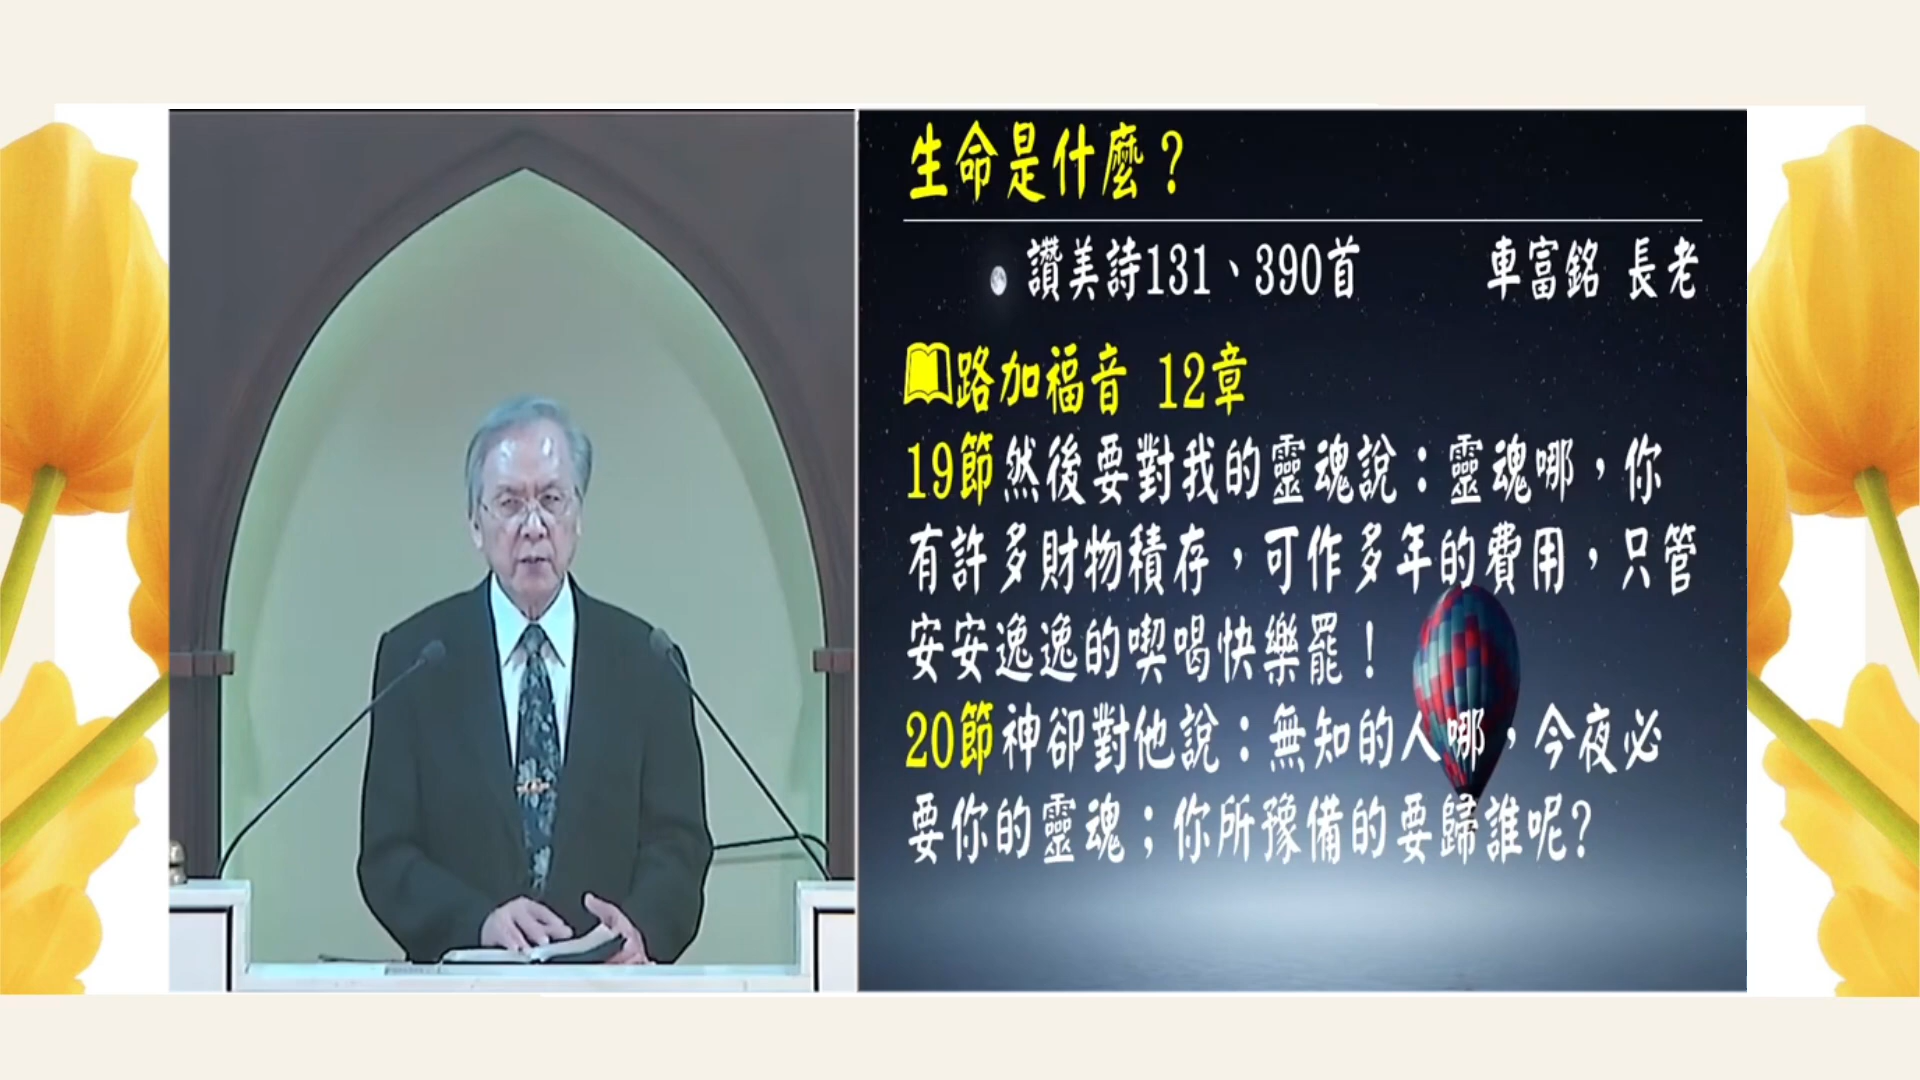 生命是什麼？
讚美詩131、390首 車富銘 長老
路加福音 12章
19節然後要對我的靈魂說：靈魂哪，你
有許多財物積存，可作多年的費用，只管
安安逸逸的喫喝快樂罷！
20節神卻對他說：無知的人哪，今夜必
要你的靈魂；你所豫備的要歸誰呢?